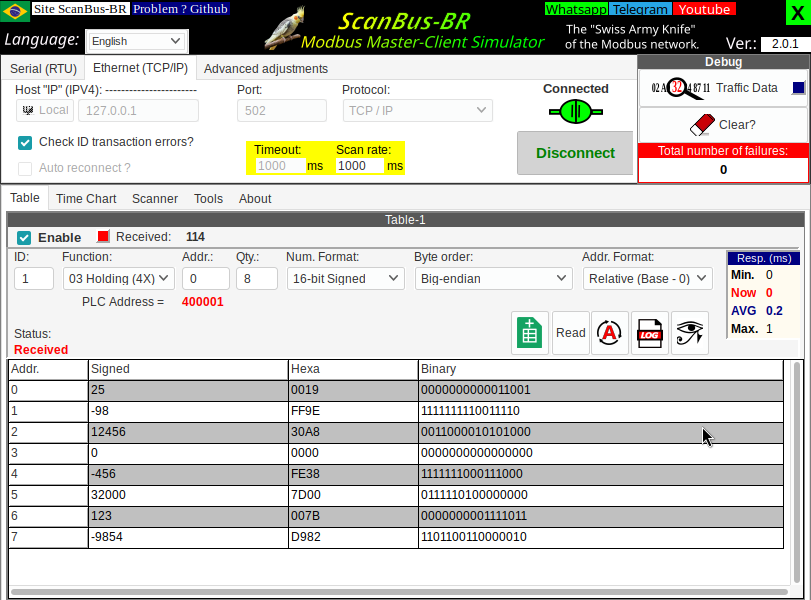 Site ScanBus-BR Problem ? Github
Language: English
ScanBus-BR
Modbus Master-Client Simulator
Whatsapp Telegram Youtube
The "Swiss Army Knife"
of the Modbus network.
X
Ver.: 2.0.1
Serial (RTU) Ethernet (TCP/IP) Advanced adjustments
Host "IP" (IPV4): -----------------------
Port:
Protocol:
Local 127.0.0.1 502 TCP / IP
Check ID transaction errors?
Auto reconnect ?
Timeout: Scan rate:
1000 ms 1000 ms
Connected
Disconnect
Debug
Traffic Data
Clear?
Total number of failures:
0
Table Time Chart Scanner Tools About
Table-1
Enable Received: 114
ID: Function: Addr.: Qty.: Num. Format: Byte order: Addr. Format:
1 03 Holding (4X) 0 8 16-bit Signed Big-endian Relative (Base - 0)
PLC Address = 400001
Resp. (ms)
Min. 0
Now 0
AVG 0.2
Max. 1
Status:
Received
Read
A
LOG
Addr. Signed Hexa Binary
0 25 0019 0000000000011001
1 -98 FF9E 1111111110011110
2 12456 30A8 0011000010101000
3 0 0000 0000000000000000
4 -456 FE38 1111111000111000
5 32000 7D00 0111110100000000
6 123 007B 0000000001111011
7 -9854 D982 1101100110000010